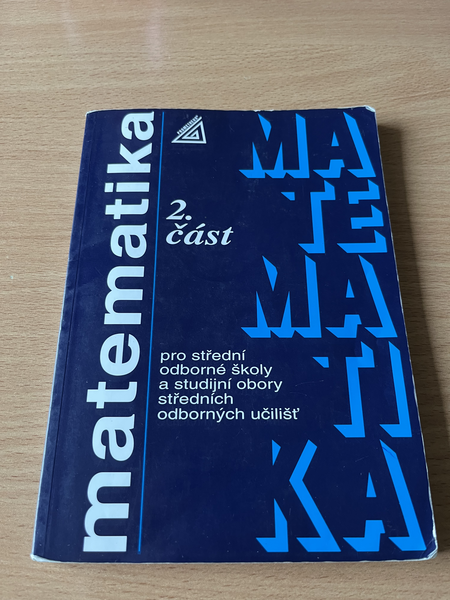 matematika
2. část
pro střední
odborné školy
a studijní obory
středních
odborných učilišť
MA
TE
MA
TI
KA